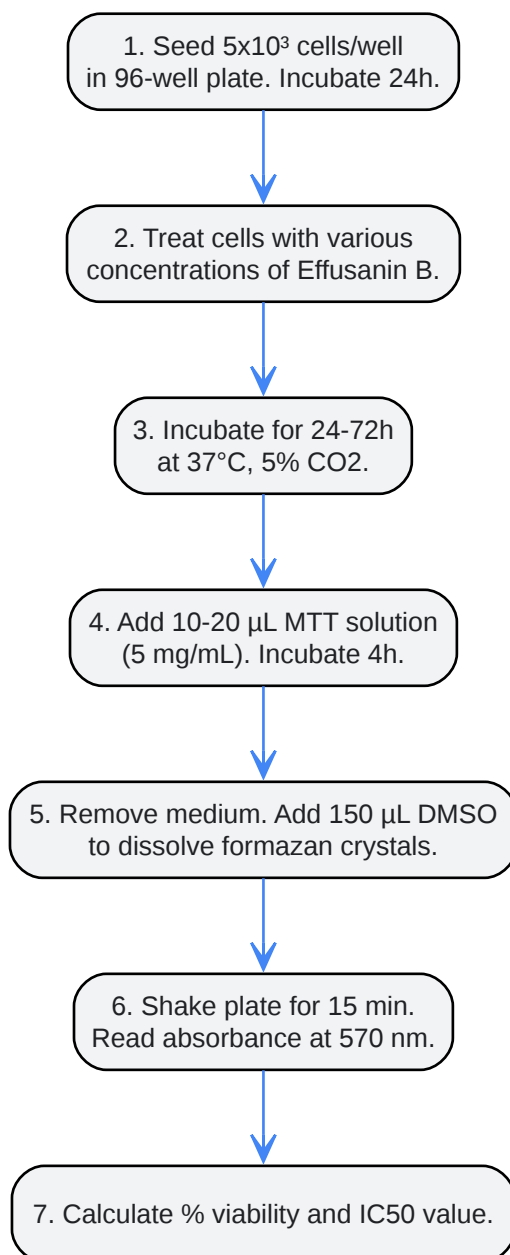 1. Seed 5x10³ cells/well
in 96-well plate. Incubate 24h.
2. Treat cells with various
concentrations of Effusanin B.
3. Incubate for 24-72h
at 37°C, 5% CO2.
4. Add 10-20 µL MTT solution
(5 mg/mL). Incubate 4h.
5. Remove medium. Add 150 µL DMSO
to dissolve formazan crystals.
6. Shake plate for 15 min.
Read absorbance at 570 nm.
7. Calculate % viability and IC50 value.